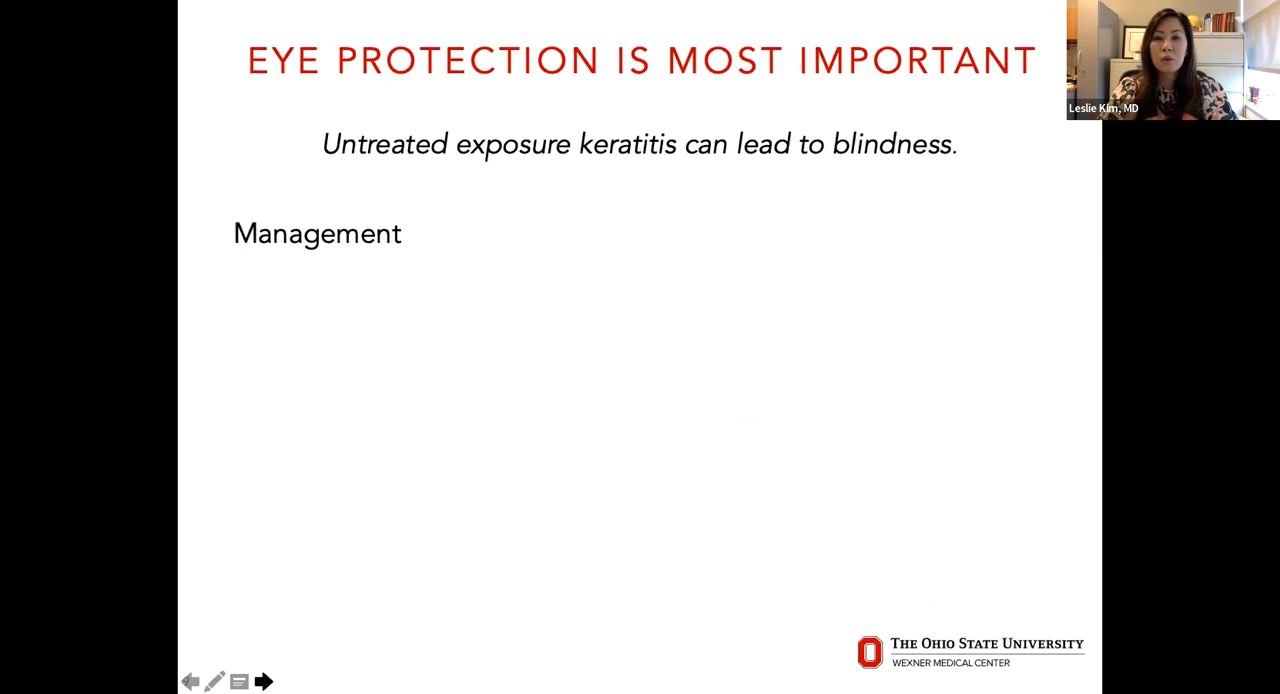 EYE PROTECTION IS MOST IMPORTANT
Leslie Kim, MD
Untreated exposure keratitis can lead to blindness.
Management
THE OHIO STATE UNIVERSITY
WEXNER MEDICAL CENTER